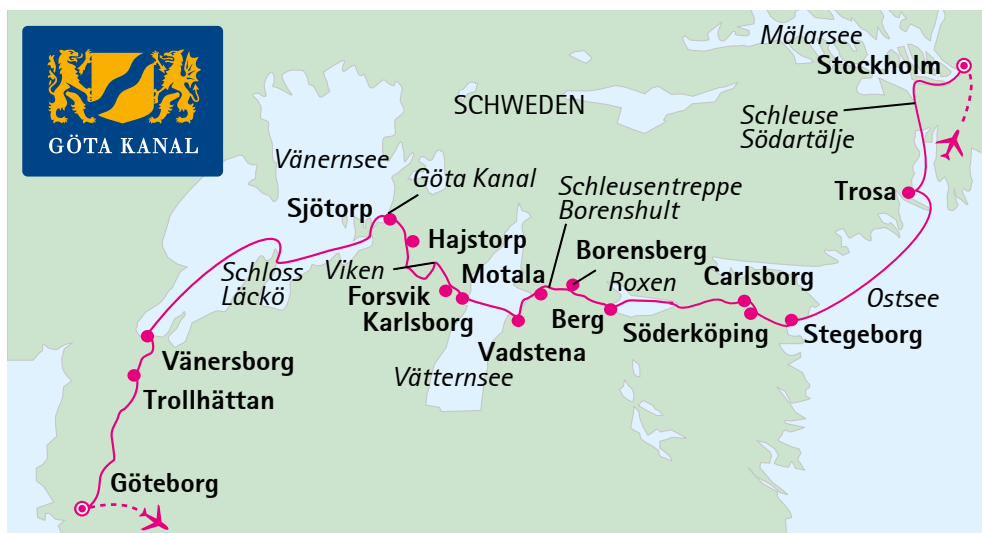 GÖTA KANAL
Mälarsee
Stockholm
SCHWEDEN
Schleuse
Södartälje
Vänernsee
Göta Kanal
Schleusentreppe
Borenshult
Trosa
Sjötorp
Hajstorp
Borensberg
Schloss
Läckö
Viken
Motala
Roxen
Carlsborg
Ostsee
Forsvik
Karlsborg
Berg
Söderköping
Stegeborg
Vadstena
Vätternsee
Vänersborg
Trollhättan
Göteborg